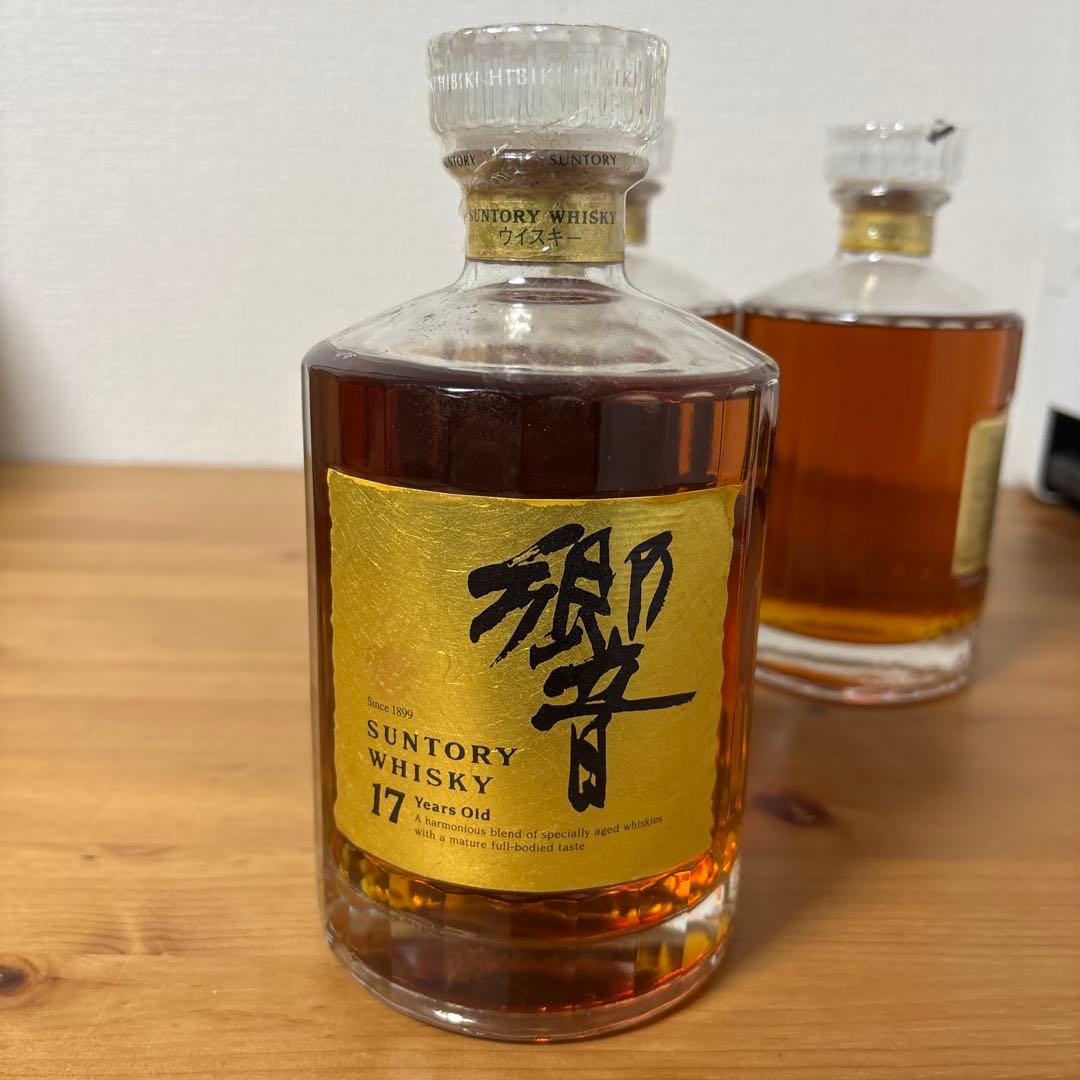 HIBIKI HIBIKI
SUNTORY
SUNTORY WHISKY
ウイスキー
響
Since 1899
SUNTORY
WHISKY
17 Years Old
A harmonious blend of specially aged whiskies
with a mature full-bodied taste